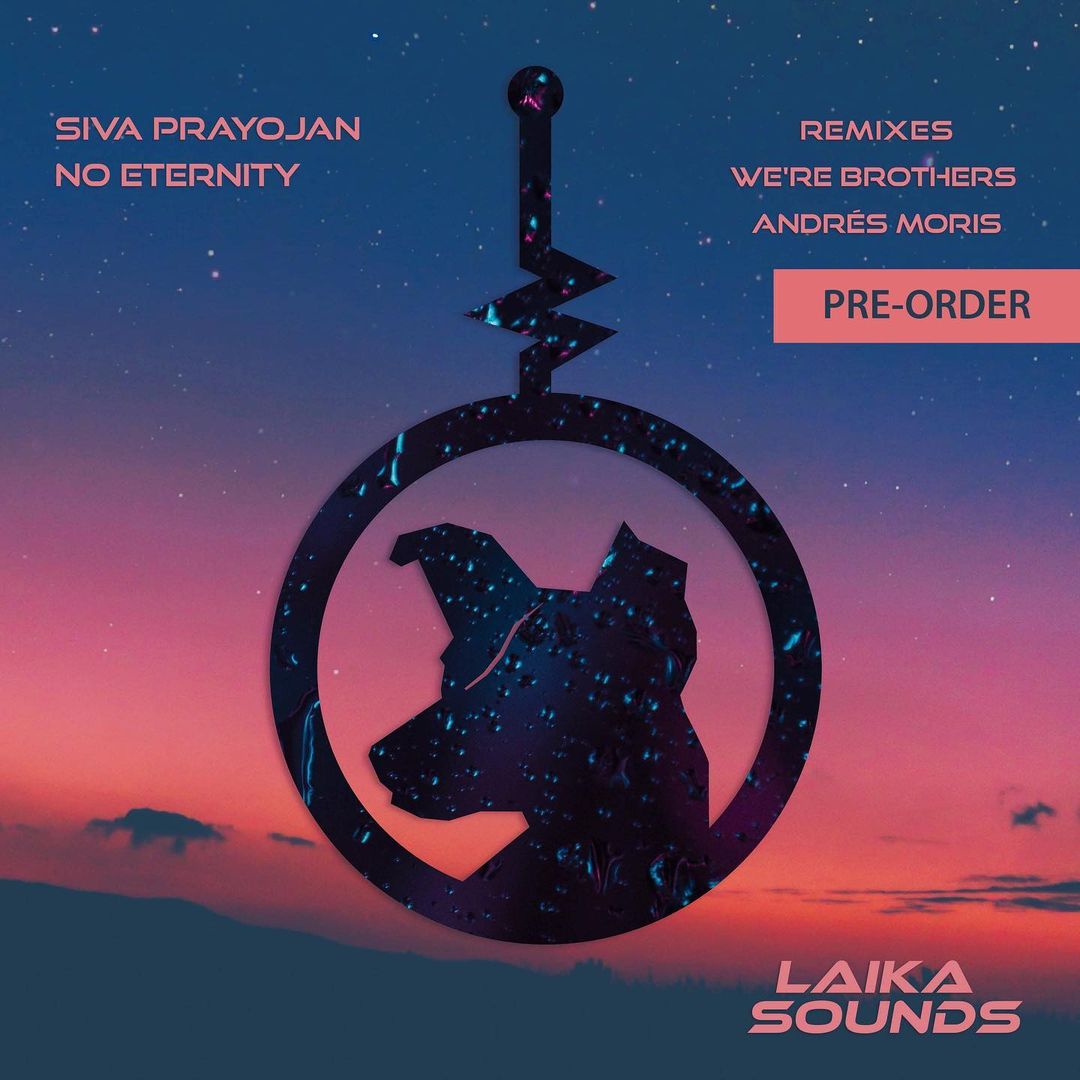 SIVA PRAYOJAN
NO ETERNITY
REMIXES
WE'RE BROTHERS
ANDRÉS MORIS
PRE-ORDER
LAIKA
SOUNDS